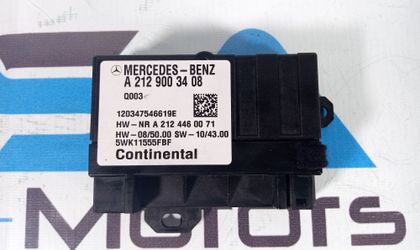 MERCEDES-BENZ
A 212 900 34 08
Q003
120347546619E
HW-NR A 212 446 00 71
HW-08/50.00 SW-10/43.00
5WK11555FBF
Continental
Motors